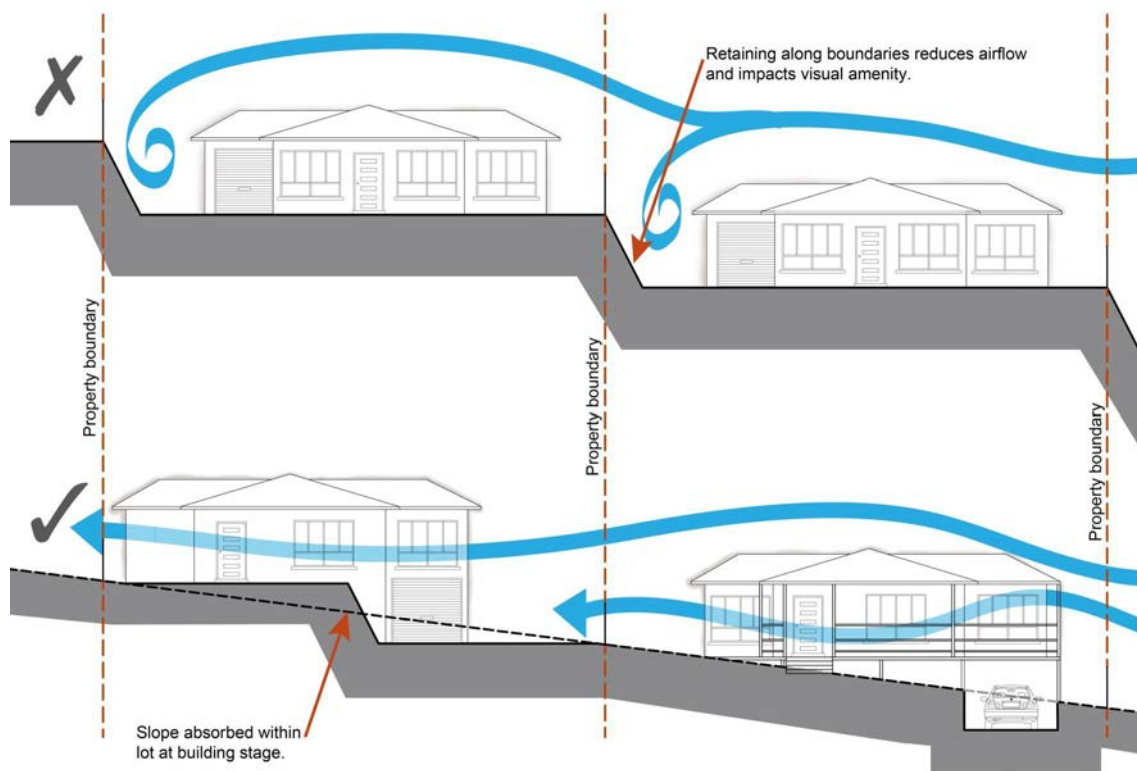 Retaining along boundaries reduces airflow
and impacts visual amenity.
Property boundary
Property boundary
Property boundary
Slope absorbed within
lot at building stage.